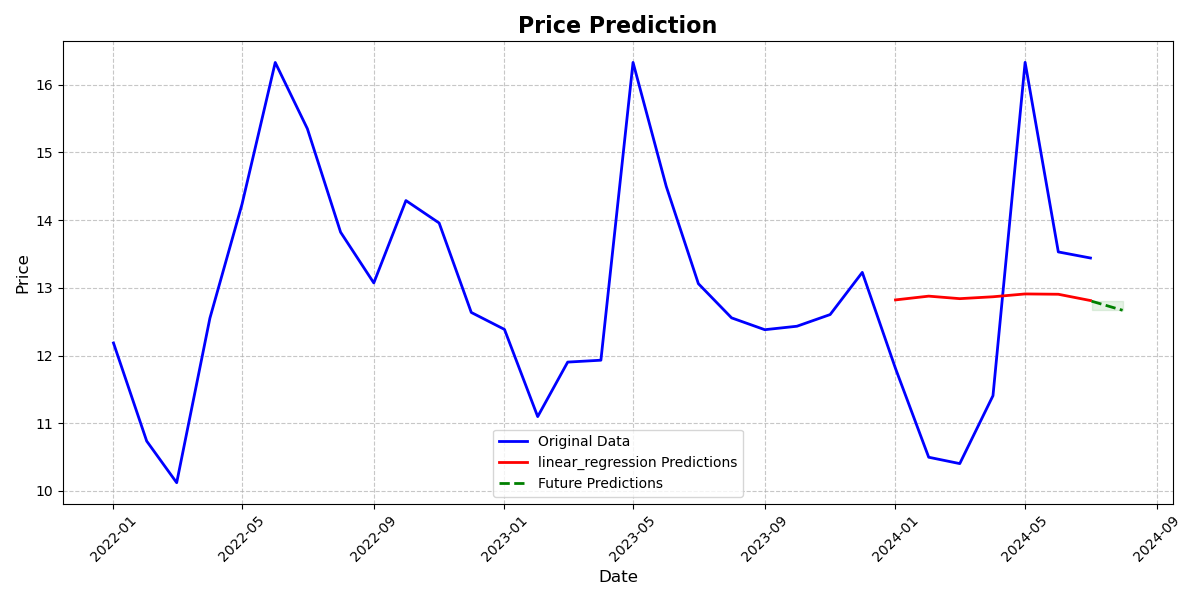 Price Prediction
Price
16
15
14
13
12
11
10
Original Data
linear_regression Predictions
Future Predictions
2022-01
2022-05
2022-09
2023-01
2023-05
2023-09
2024-01
2024-05
2024-09
Date